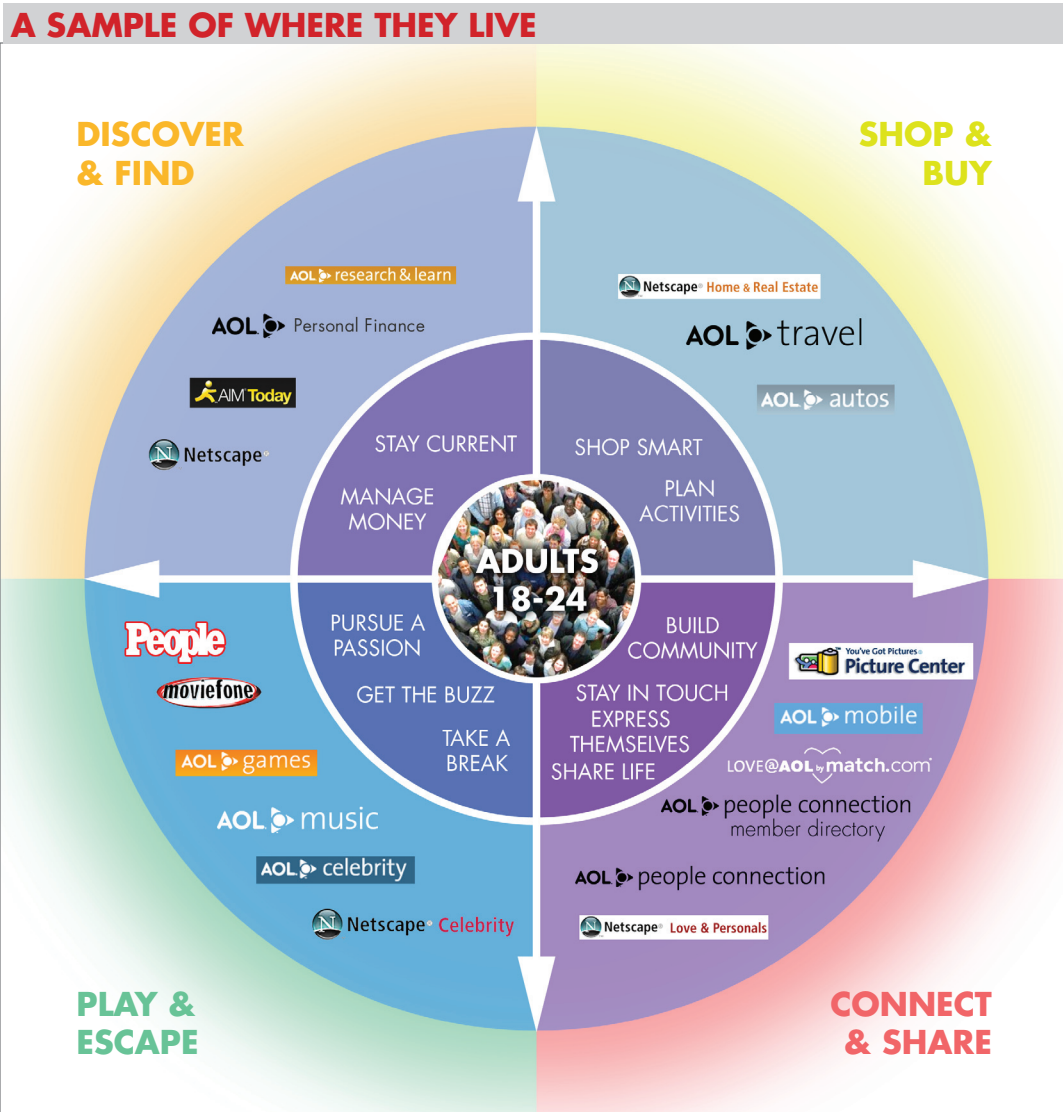 A SAMPLE OF WHERE THEY LIVE
DISCOVER
& FIND
AOL research & learn
AOL Personal Finance
AIM Today
N Netscape®
STAY CURRENT
MANAGE
MONEY
SHOP &
BUY
N Netscape® Home & Real Estate
AOL travel
AOL autos
SHOP SMART
PLAN
ACTIVITIES
ADULTS
18-24
PURSUE A
PASSION
GET THE BUZZ
TAKE A
BREAK
People
moviefone
AOL games
AOL music
AOL celebrity
N Netscape® Celebrity
PLAY &
ESCAPE
BUILD
COMMUNITY
STAY IN TOUCH
EXPRESS
THEMSELVES
SHARE LIFE
You've Got Pictures®
Picture Center
AOL mobile
LOVE@AOL by match.com
AOL people connection
member directory
AOL people connection
N Netscape® Love & Personals
CONNECT
& SHARE